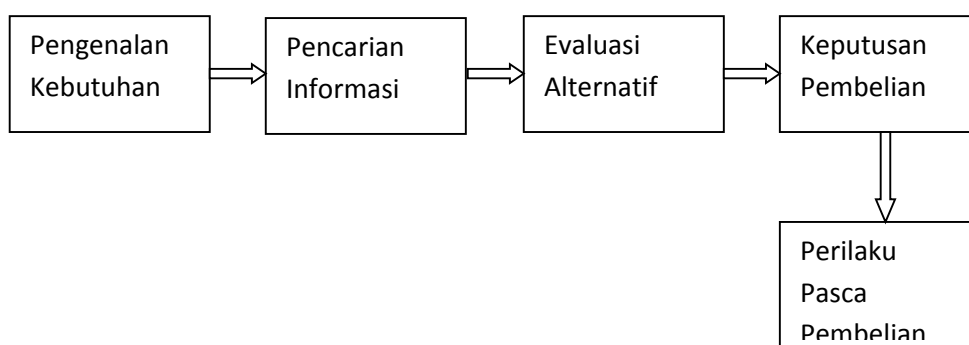 Pengenalan
Kebutuhan
Pencarian
Informasi
Evaluasi
Alternatif
Keputusan
Pembelian
Perilaku
Pasca
Pembelian